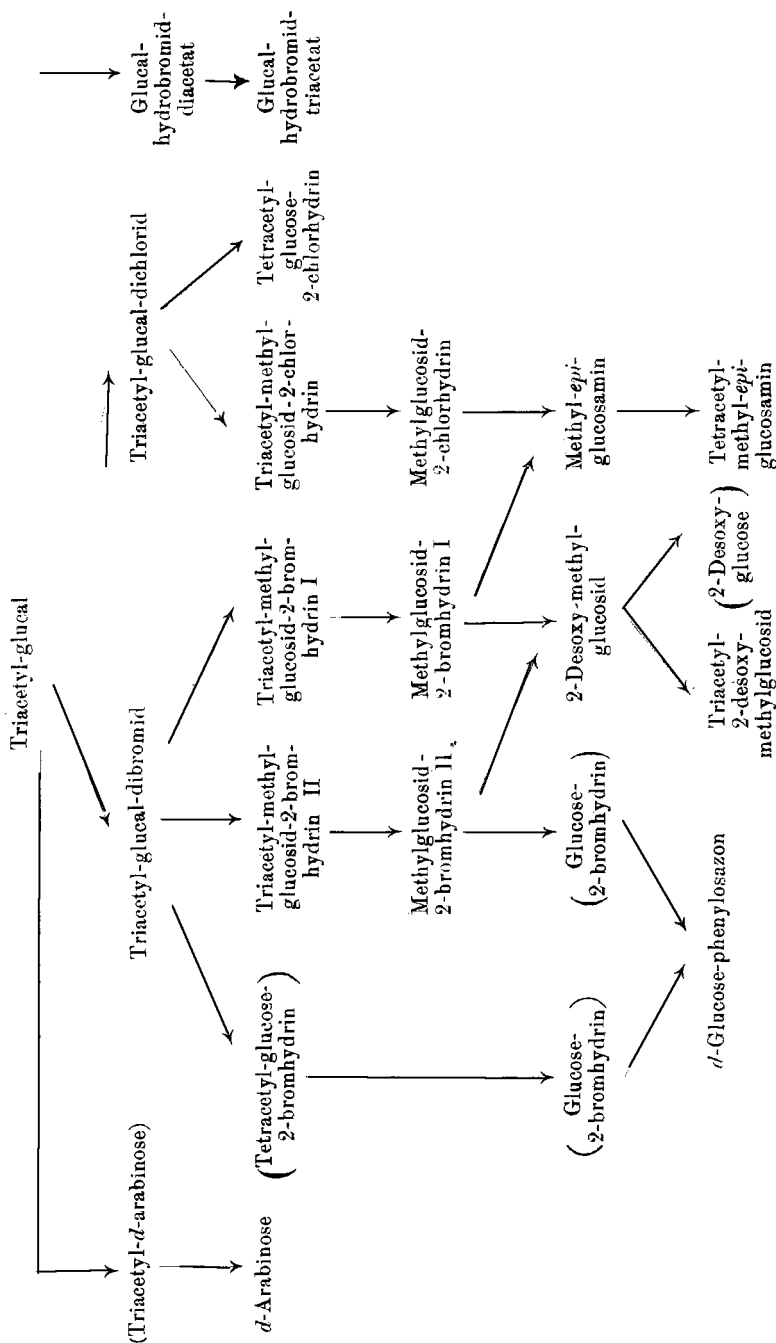 Triacetyl-glucal
(Triacetyl-d-arabinose)
Triacetyl-glucal-dibromid
Triacetyl-glucal-dichlorid
Glucal-
hydrobromid-
diacetat
d-Arabinose
(Tetracetyl-glucose-
2-bromhydrin)
Triacetyl-methyl-
glucosid-2-brom-
hydrin II
Triacetyl-methyl-
glucosid-2-brom-
hydrin I
Triacetyl-methyl-
glucosid-2-chlor-
hydrin
Tetracetyl-
glucose-
2-chlorhydrin
Glucal-
hydrobromid
triacetat
Methylglucosid-
2-bromhydrin II
Methylglucosid-
2-bromhydrin I
Methylglucosid-
2-chlorhydrin
(Glucose-
2-bromhydrin)
(Glucose-
2-bromhydrin)
2-Desoxy-methyl-
glucosid
Methyl-epi-
glucosamin
d-Glucose-phenylosazon
Triacetyl-
2-desoxy-
methylglucosid
(2-Desoxy-
glucose)
Tetracetyl-
methyl-epi-
glucosamin